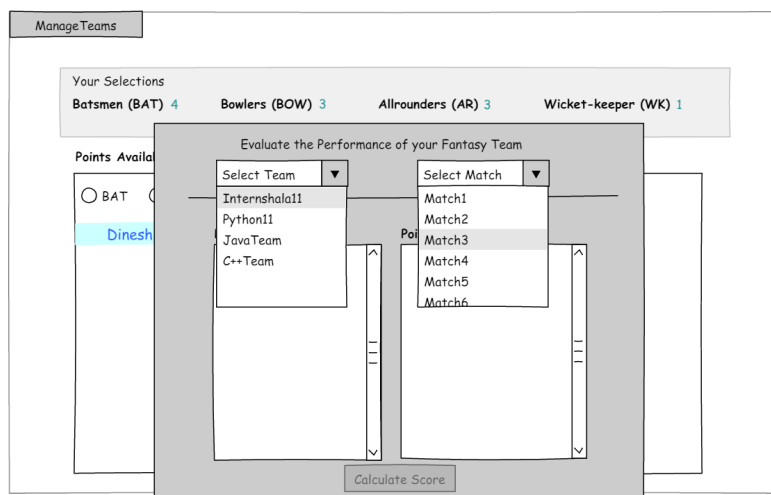 ManageTeams
Your Selections
Batsmen (BAT) 4 Bowlers (BOW) 3 Allrounders (AR) 3 Wicket-keeper (WK) 1
Evaluate the Performance of your Fantasy Team
Points Availa
Select Team Select Match
BAT
Internshala11 Match1
Python11 Match2
Dinesh JavaTeam Poi Match3
C++Team Match4
Match5
Match6
Calculate Score